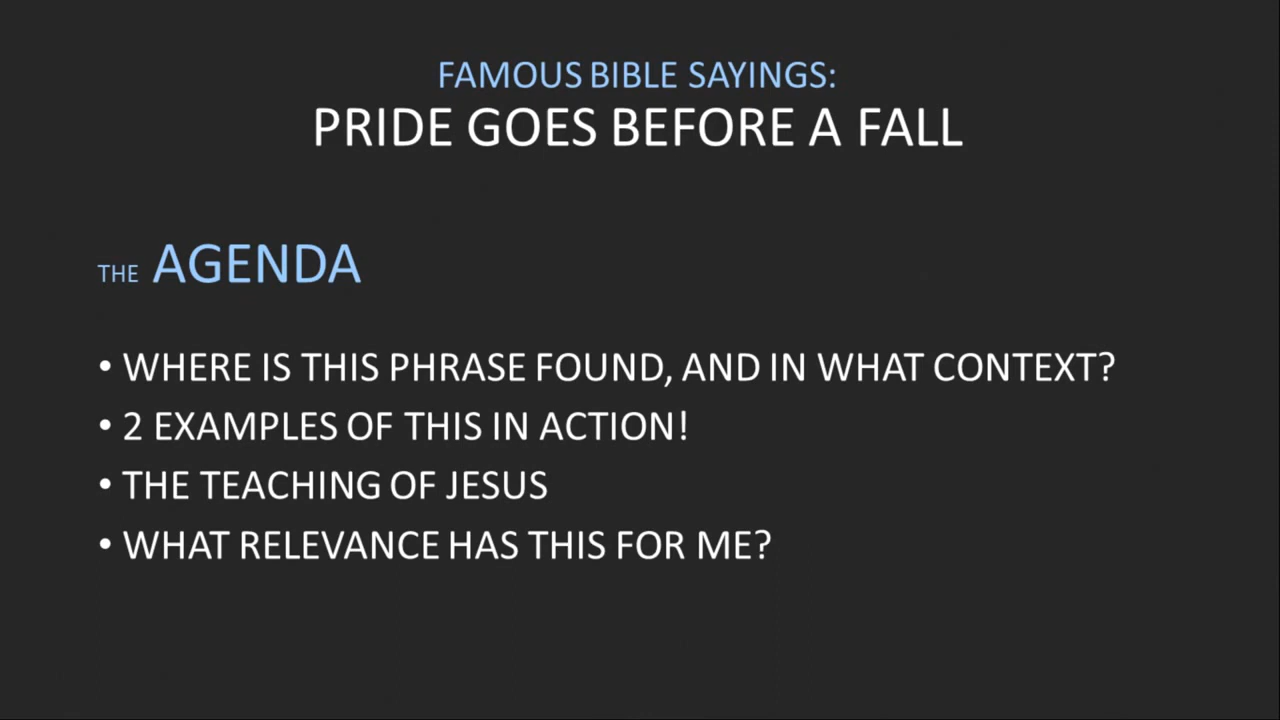 FAMOUS BIBLE SAYINGS:
PRIDE GOES BEFORE A FALL
THE AGENDA
• WHERE IS THIS PHRASE FOUND, AND IN WHAT CONTEXT?
• 2 EXAMPLES OF THIS IN ACTION!
• THE TEACHING OF JESUS
• WHAT RELEVANCE HAS THIS FOR ME?